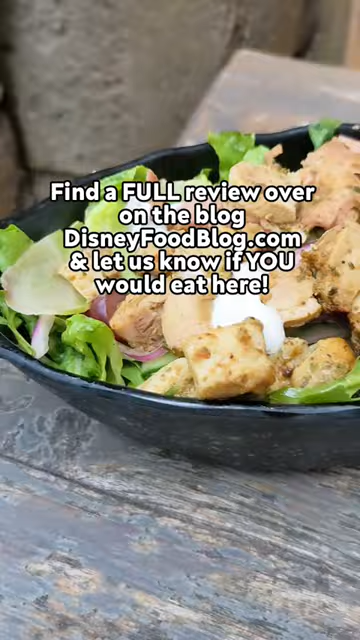 Find a FULL review over
on the blog
DisneyFoodBlog.com
& let us know if YOU
would eat here!